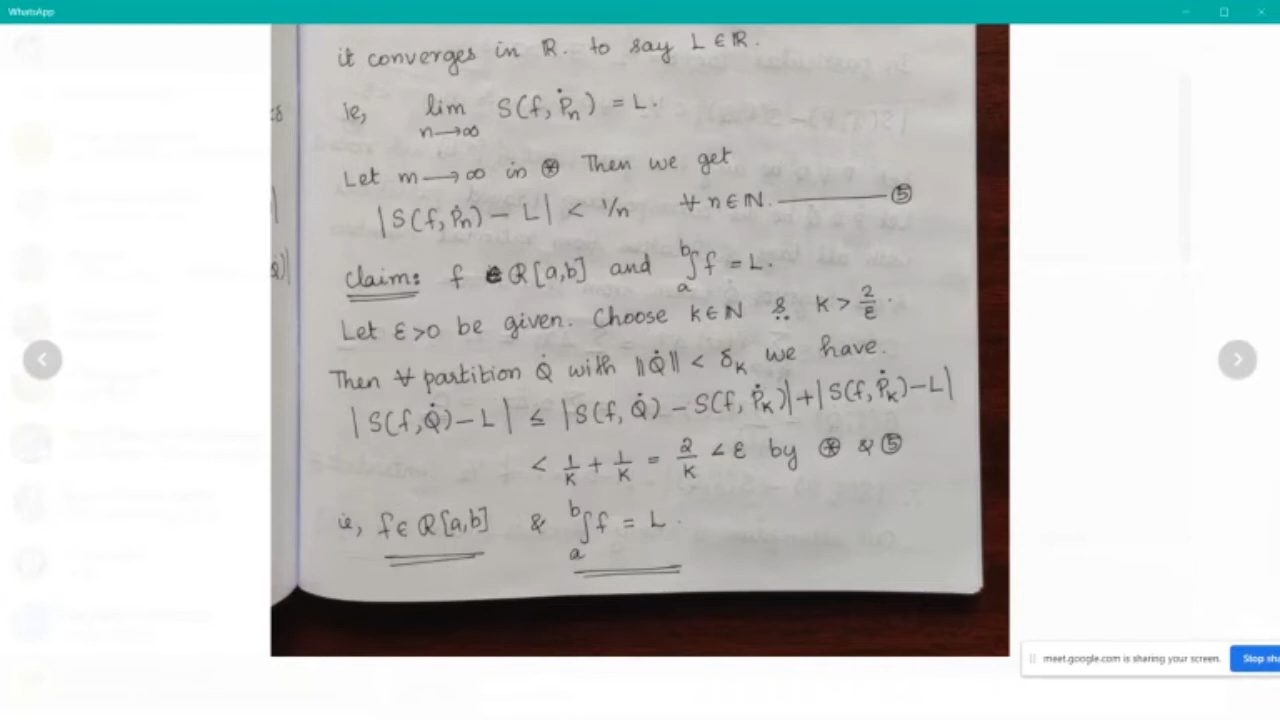 WhatsApp
it converges in ℝ. to say L ∈ ℝ.
ie, lim n→∞ S(f, Ṗn) = L.
Let m → ∞ in ⊛ Then we get
|S(f, Ṗn) - L| < 1/n ∀ n ∈ ℕ. ——— ⑤
Claim: f ∈ R[a,b] and ∫ₐᵇ f = L.
Let ε>0 be given. Choose k ∈ ℕ ∋: k > 2/ε.
Then ∀ partition Q̇ with ||Q̇|| < δk we have.
|S(f, Q̇) - L| ≤ |S(f, Q̇) - S(f, Ṗk)| + |S(f, Ṗk) - L|
< 1/k + 1/k = 2/k < ε by ⊛ & ⑤
ie, f ∈ R[a,b] & ∫ₐᵇ f = L.
meet.google.com is sharing your screen.
Stop sha